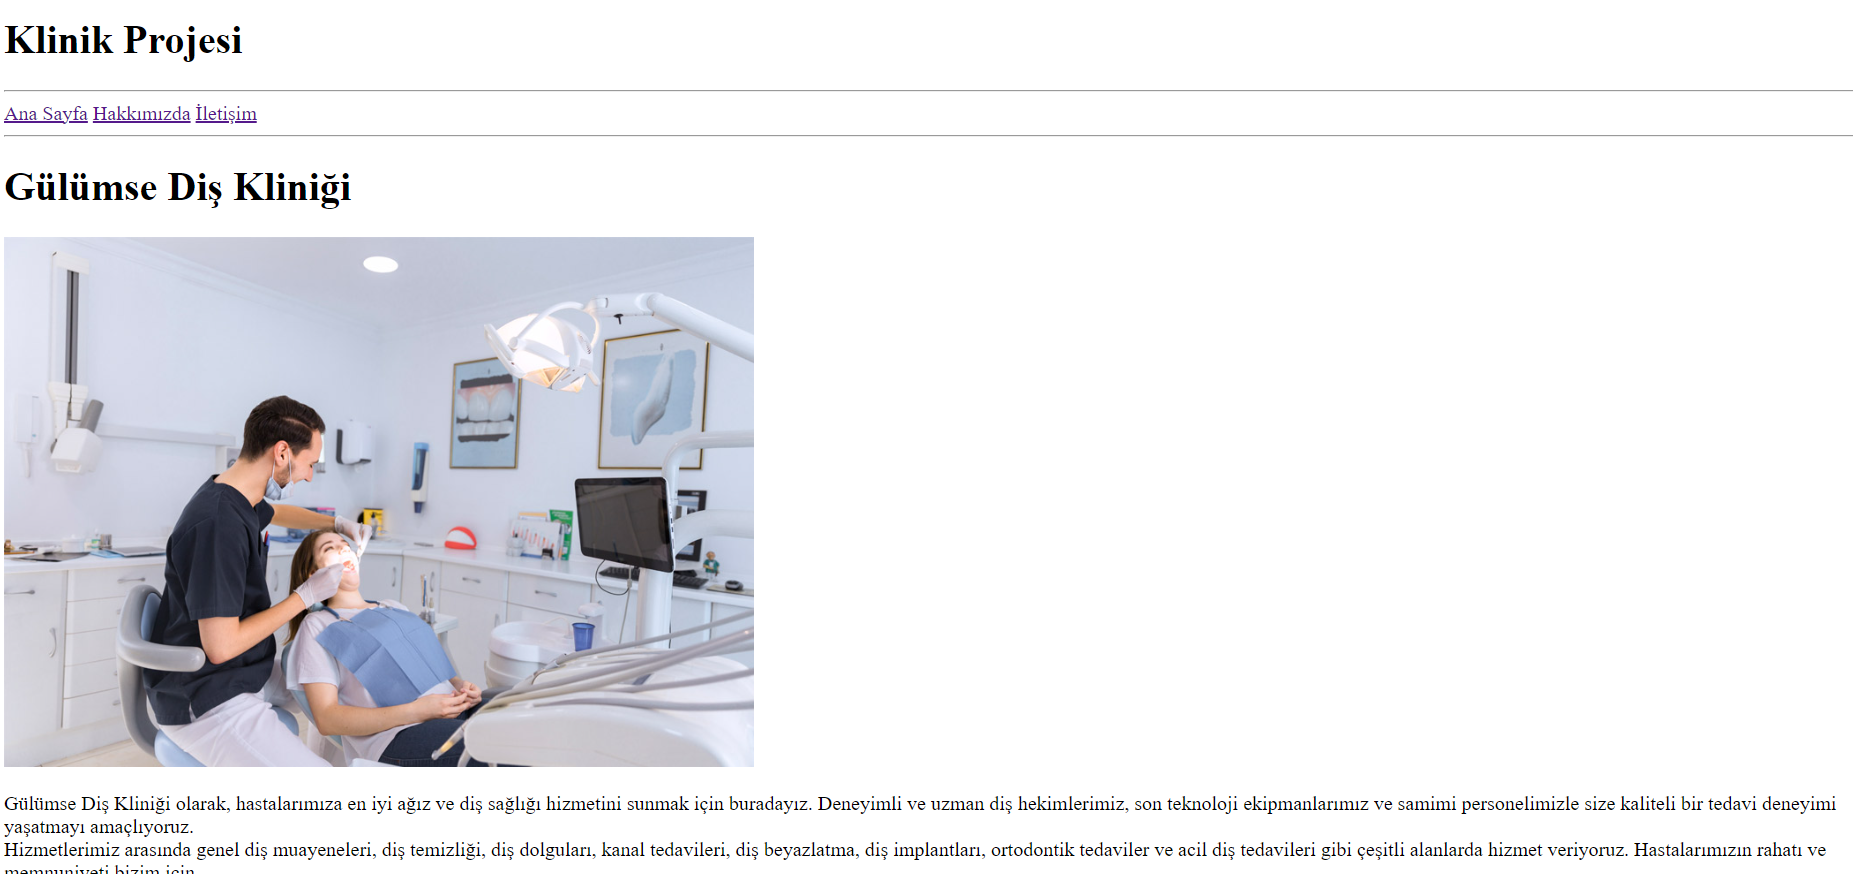 Klinik Projesi
Ana Sayfa Hakkımızda İletişim
Gülümse Diş Kliniği
Gülümse Diş Kliniği olarak, hastalarımıza en iyi ağız ve diş sağlığı hizmetini sunmak için buradayız. Deneyimli ve uzman diş hekimlerimiz, son teknoloji ekipmanlarımız ve samimi personelimizle size kaliteli bir tedavi deneyimi
yaşatmayı amaçlıyoruz.
Hizmetlerimiz arasında genel diş muayeneleri, diş temizliği, diş dolguları, kanal tedavileri, diş beyazlatma, diş implantları, ortodontik tedaviler ve acil diş tedavileri gibi çeşitli alanlarda hizmet veriyoruz. Hastalarımızın rahatı ve
memnuniyeti bizim için